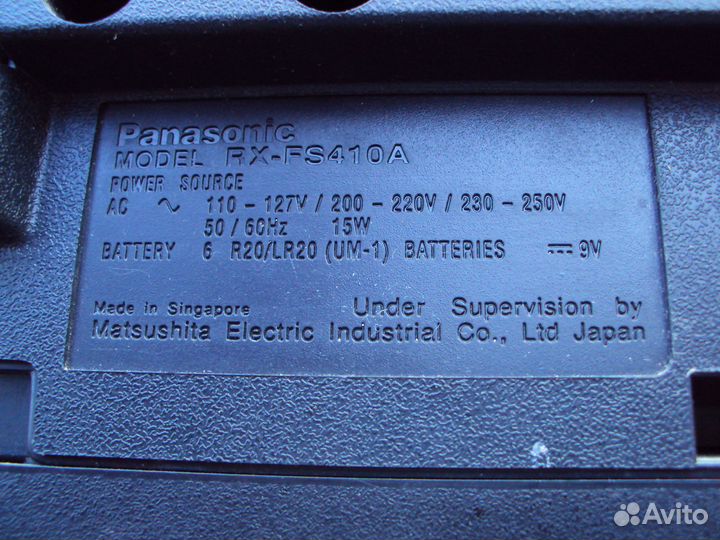 Panasonic
MODEL RX-FS410A
POWER SOURCE
AC ∿ 110 - 127V / 200 - 220V / 230 - 250V
50 / 60Hz 15W
BATTERY 6 R20/LR20 (UM-1) BATTERIES ⎓ 9V
Made in Singapore Under Supervision by
Matsushita Electric Industrial Co., Ltd Japan
Avito